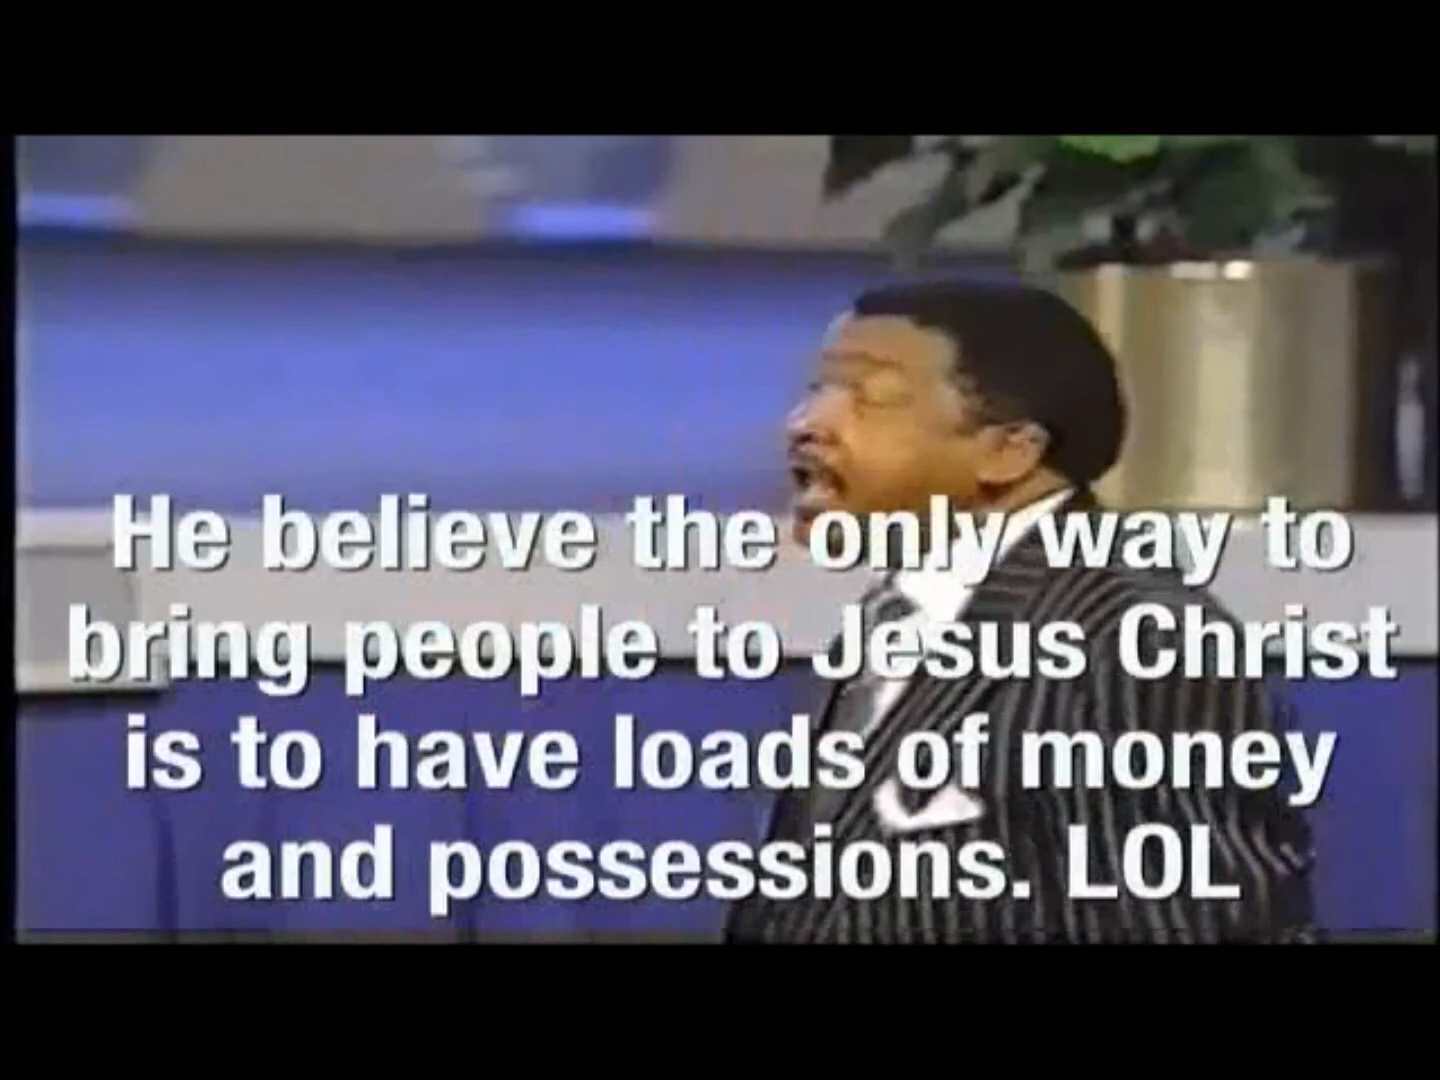 He believe the only way to
bring people to Jesus Christ
is to have loads of money
and possessions. LOL